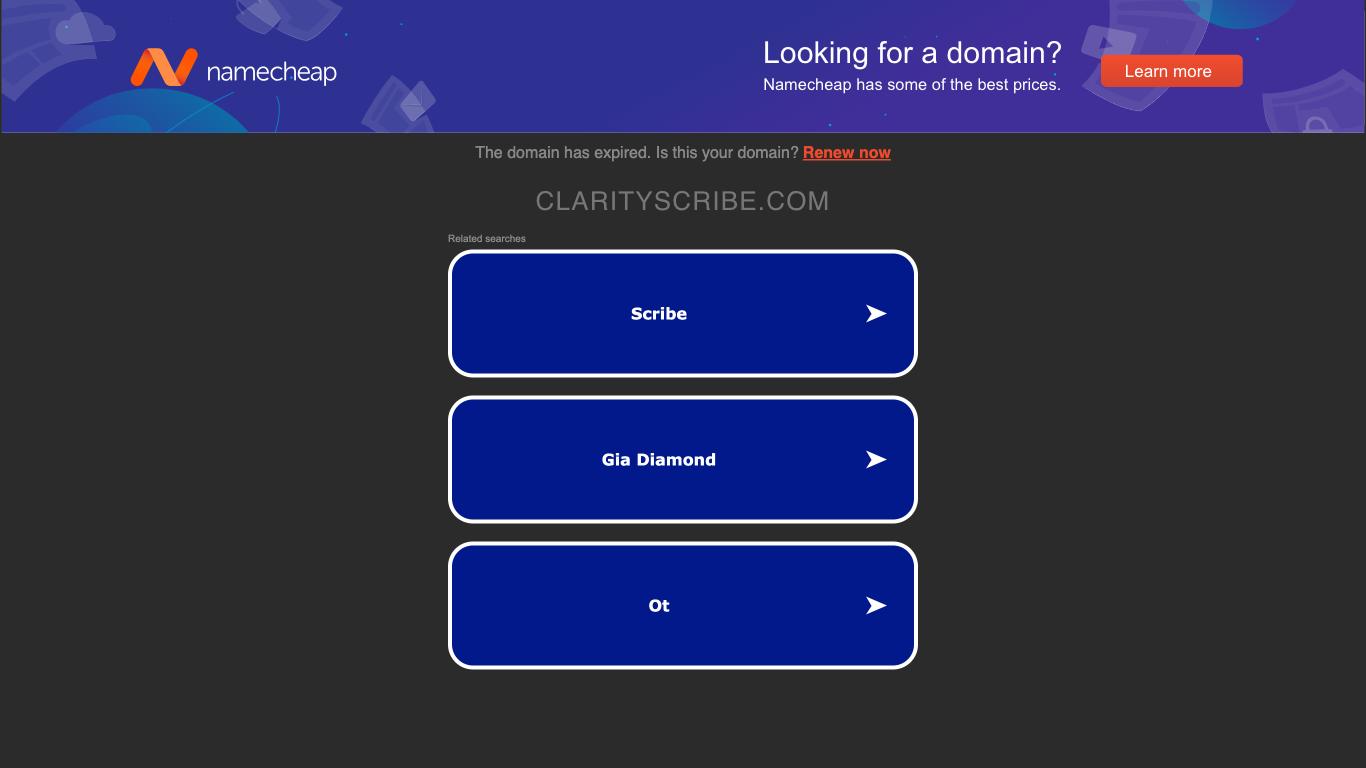 namecheap
Looking for a domain?
Namecheap has some of the best prices.
Learn more
The domain has expired. Is this your domain? Renew now
CLARITYSCRIBE.COM
Related searches
Scribe
Gia Diamond
Ot